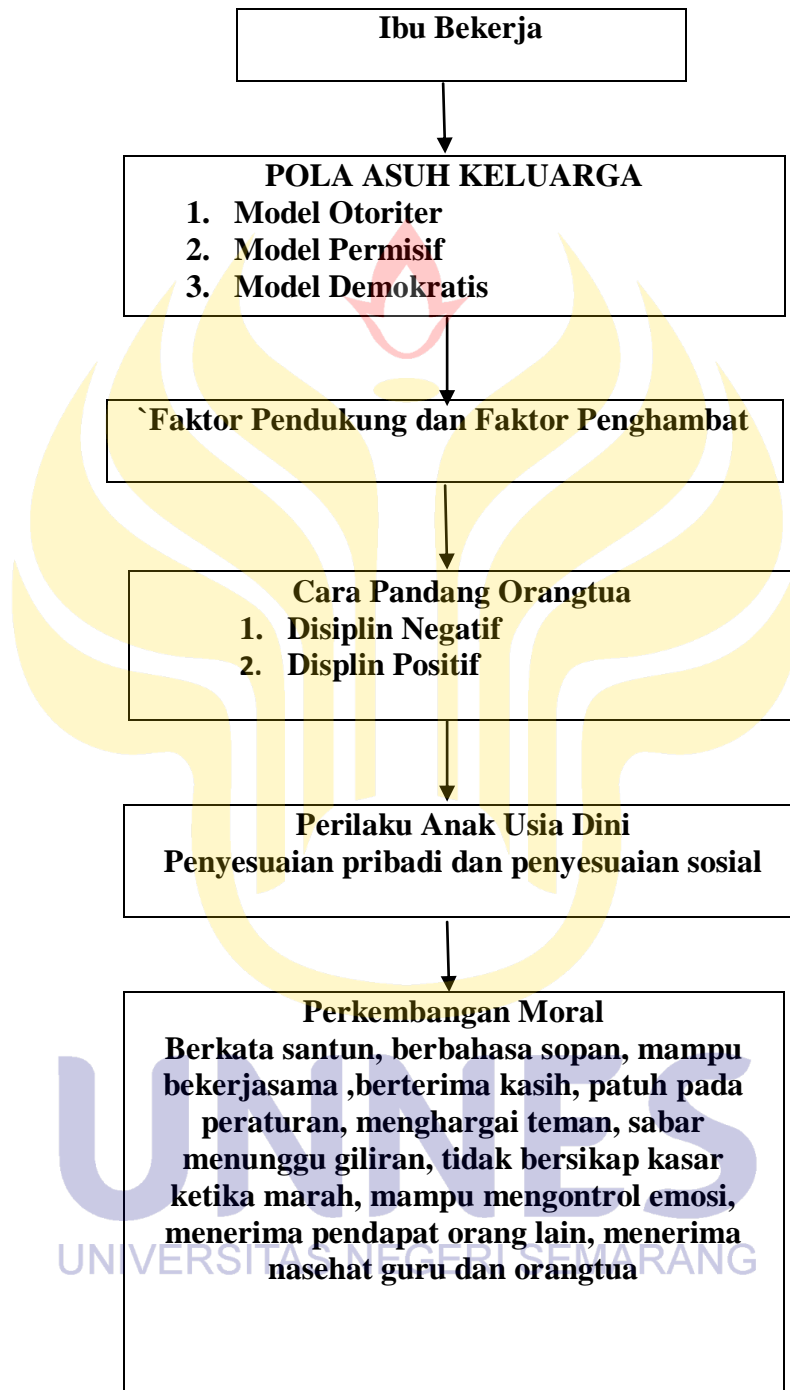 Ibu Bekerja
POLA ASUH KELUARGA
1. Model Otoriter
2. Model Permisif
3. Model Demokratis
`Faktor Pendukung dan Faktor Penghambat
Cara Pandang Orangtua
1. Disiplin Negatif
2. Displin Positif
Perilaku Anak Usia Dini
Penyesuaian pribadi dan penyesuaian sosial
Perkembangan Moral
Berkata santun, berbahasa sopan, mampu
bekerjasama ,berterima kasih, patuh pada
peraturan, menghargai teman, sabar
menunggu giliran, tidak bersikap kasar
ketika marah, mampu mengontrol emosi,
menerima pendapat orang lain, menerima
nasehat guru dan orangtua
UNNES
UNIVERSITAS NEGERI SEMARANG